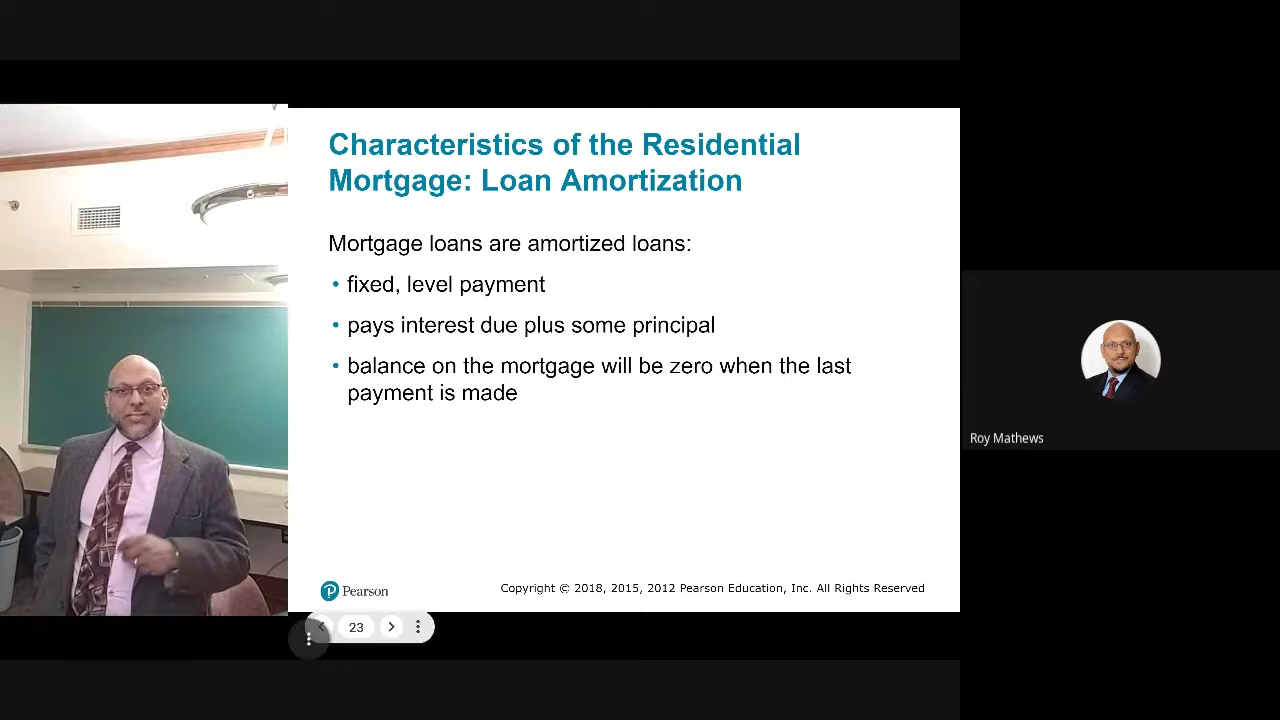 Characteristics of the Residential
Mortgage: Loan Amortization
Mortgage loans are amortized loans:
• fixed, level payment
• pays interest due plus some principal
• balance on the mortgage will be zero when the last
payment is made
Pearson
Copyright © 2018, 2015, 2012 Pearson Education, Inc. All Rights Reserved
23
Roy Mathews